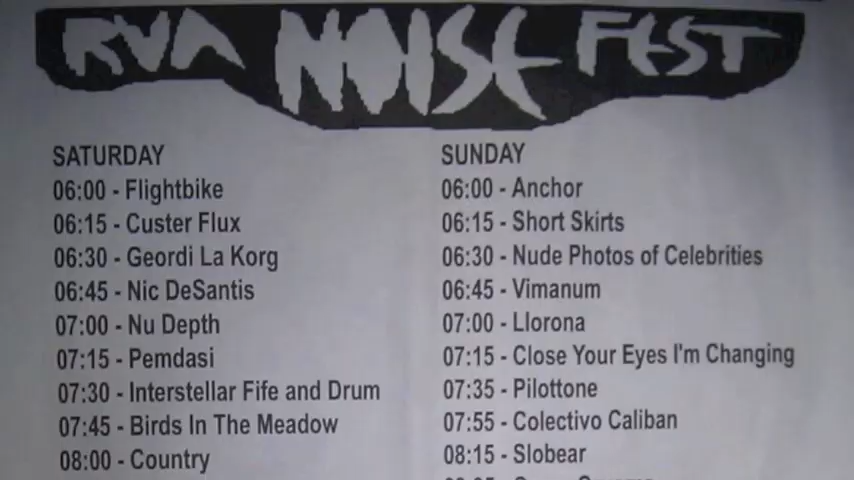 RVA NOISE FEST
SATURDAY
06:00 - Flightbike
06:15 - Custer Flux
06:30 - Geordi La Korg
06:45 - Nic DeSantis
07:00 - Nu Depth
07:15 - Pemdasi
07:30 - Interstellar Fife and Drum
07:45 - Birds In The Meadow
08:00 - Country
SUNDAY
06:00 - Anchor
06:15 - Short Skirts
06:30 - Nude Photos of Celebrities
06:45 - Vimanum
07:00 - Llorona
07:15 - Close Your Eyes I'm Changing
07:35 - Pilottone
07:55 - Colectivo Caliban
08:15 - Slobear